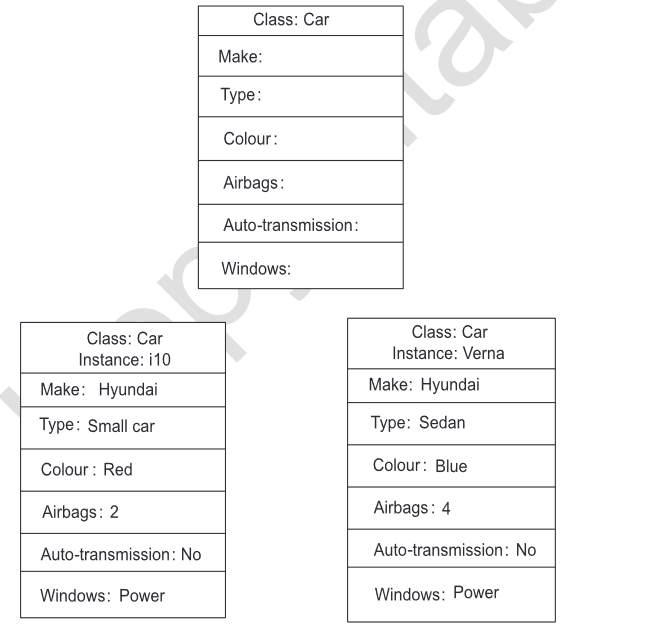 Class: Car
Make:
Type:
Colour:
Airbags:
Auto-transmission:
Windows:
Class: Car
Instance: i10
Make: Hyundai
Type: Small car
Colour: Red
Airbags: 2
Auto-transmission: No
Windows: Power
Class: Car
Instance: Verna
Make: Hyundai
Type: Sedan
Colour: Blue
Airbags: 4
Auto-transmission: No
Windows: Power